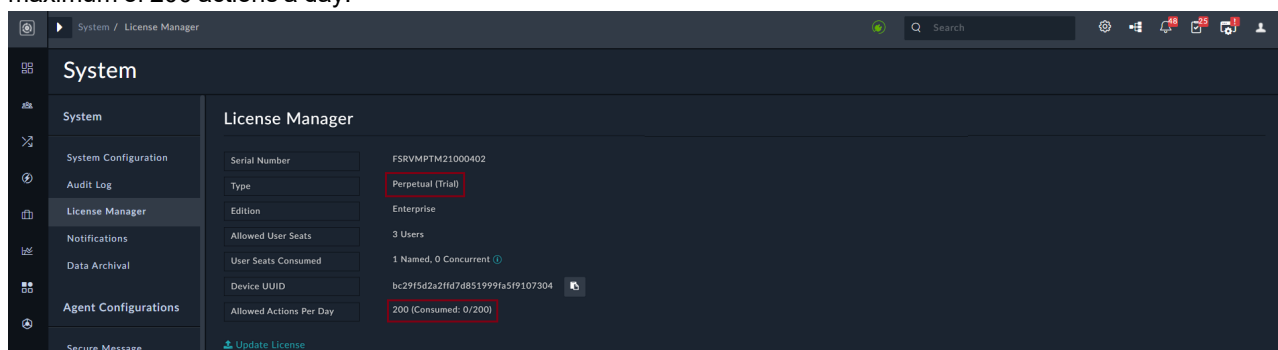 maximum of 200 actions a day.
System / License Manager
Search
48
25
!
System
System
License Manager
System Configuration
Serial Number FSRVMPTM21000402
Audit Log
Type Perpetual (Trial)
License Manager
Edition Enterprise
Notifications
Allowed User Seats 3 Users
Data Archival
User Seats Consumed 1 Named, 0 Concurrent
Device UUID bc29f5d2a2ffd7d851999fa5f9107304
Agent Configurations
Allowed Actions Per Day 200 (Consumed: 0/200)
Secure Message
Update License